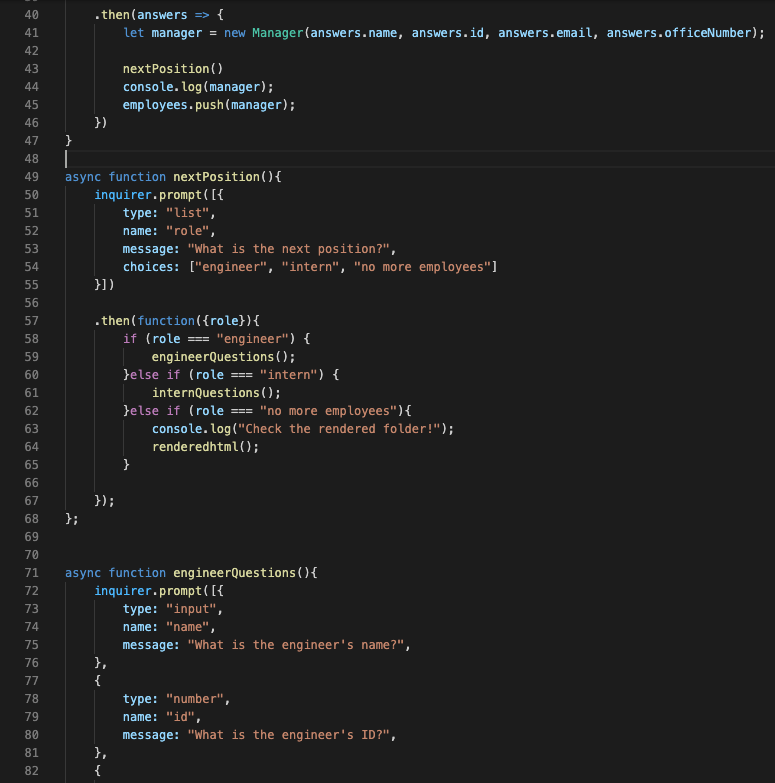 40 .then(answers => {
41 let manager = new Manager(answers.name, answers.id, answers.email, answers.officeNumber);
42
43 nextPosition()
44 console.log(manager);
45 employees.push(manager);
46 })
47 }
48
49 async function nextPosition(){
50 inquirer.prompt([{
51 type: "list",
52 name: "role",
53 message: "What is the next position?",
54 choices: ["engineer", "intern", "no more employees"]
55 }])
56
57 .then(function({role}){
58 if (role === "engineer") {
59 engineerQuestions();
60 }else if (role === "intern") {
61 internQuestions();
62 }else if (role === "no more employees"){
63 console.log("Check the rendered folder!");
64 renderedhtml();
65 }
66
67 });
68 };
69
70
71 async function engineerQuestions(){
72 inquirer.prompt([{
73 type: "input",
74 name: "name",
75 message: "What is the engineer's name?",
76 },
77 {
78 type: "number",
79 name: "id",
80 message: "What is the engineer's ID?",
81 },
82 {